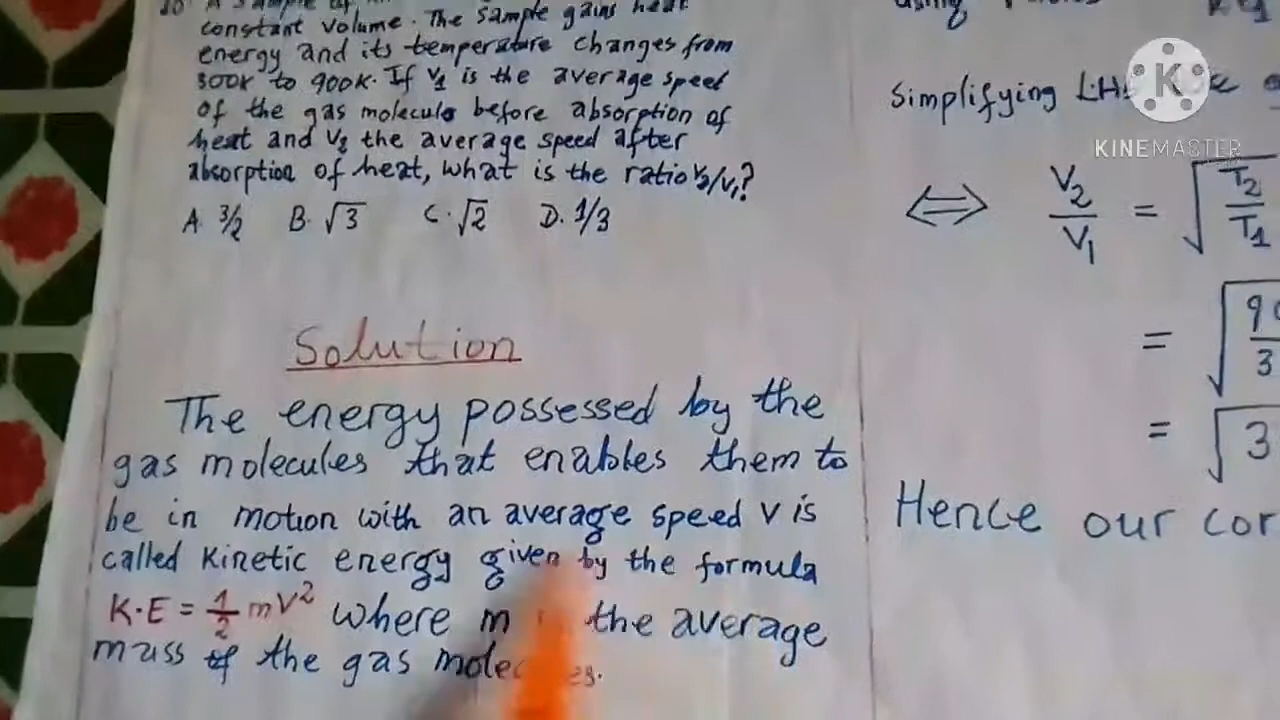 constant volume. The sample gains heat
energy and its temperature changes from
300K to 900K. If V1 is the average speed
of the gas molecule before absorption of
heat and V2 the average speed after
absorption of heat, what is the ratio V2/V1?
A 3/2 B. √3 C. √2 D. 1/3
Solution
The energy possessed by the
gas molecules that enables them to
be in motion with an average speed V is
called Kinetic energy given by the formula
K.E = 1/2 mV² where m the average
mass of the gas
using
Simplifying
⟺ V2/V1 = √T2/T1
=
= √3
Hence our
K
KINEMASTER